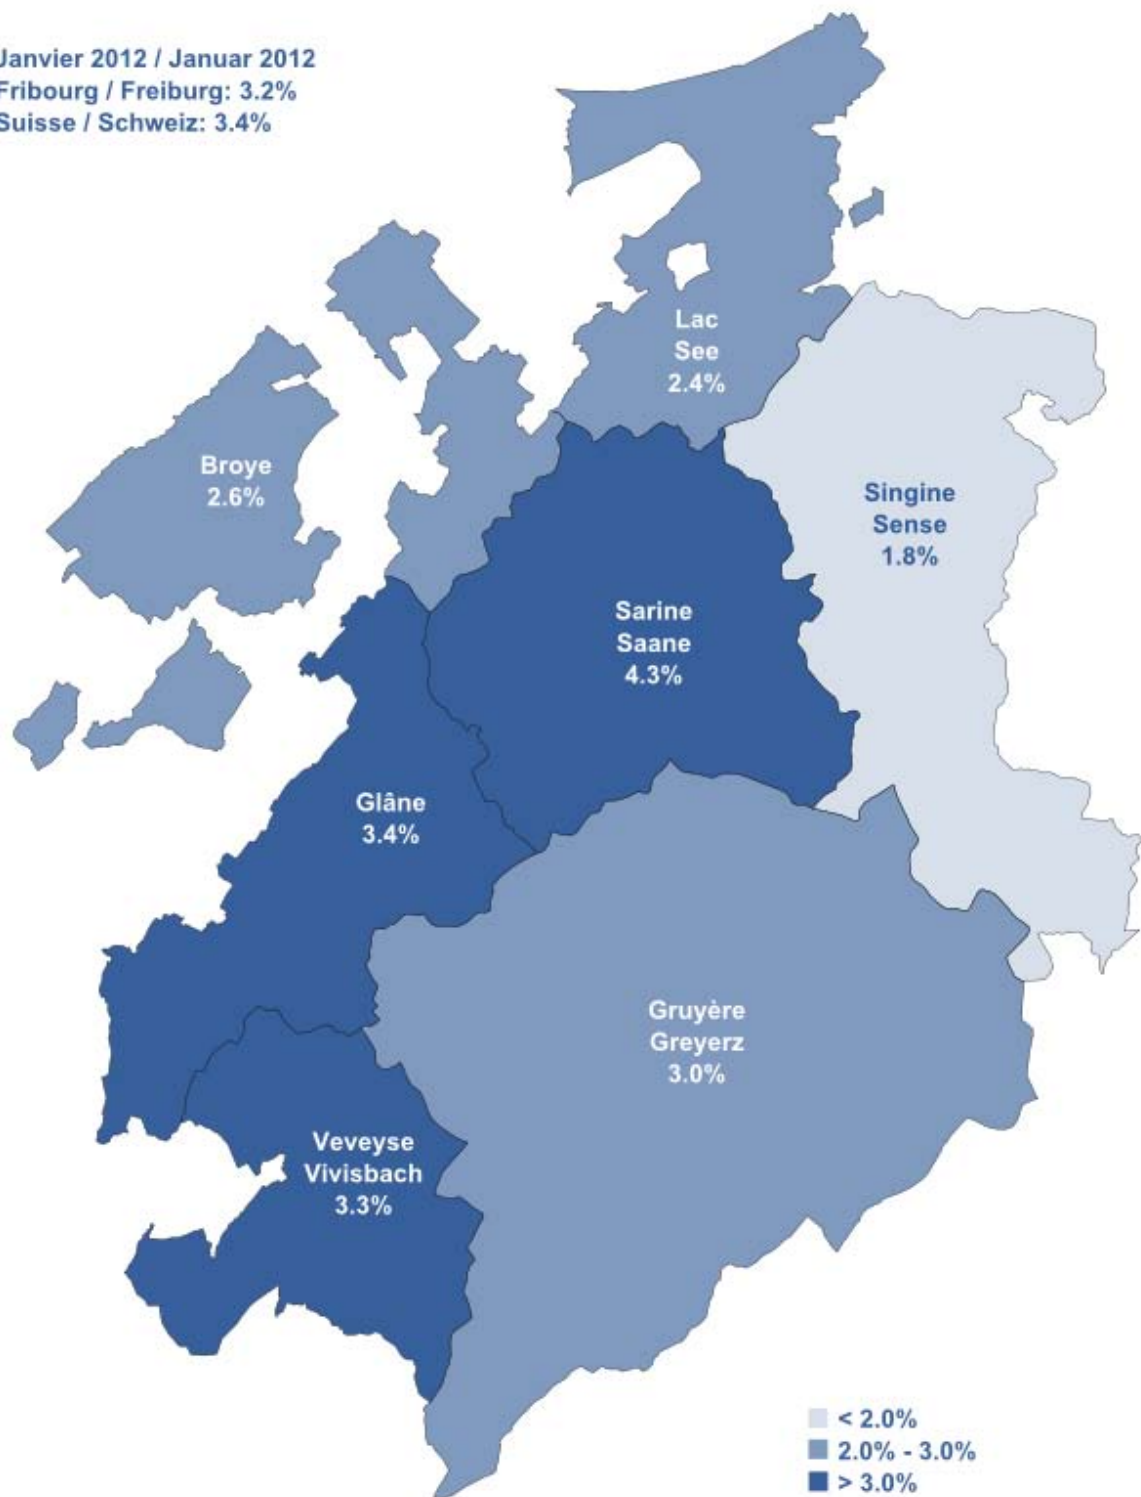 Janvier 2012 / Januar 2012
Fribourg / Freiburg: 3.2%
Suisse / Schweiz: 3.4%
Lac
See
2.4%
Broye
2.6%
Singine
Sense
1.8%
Sarine
Saane
4.3%
Glâne
3.4%
Gruyère
Greyerz
3.0%
Veveyse
Vivisbach
3.3%
< 2.0%
2.0% - 3.0%
> 3.0%